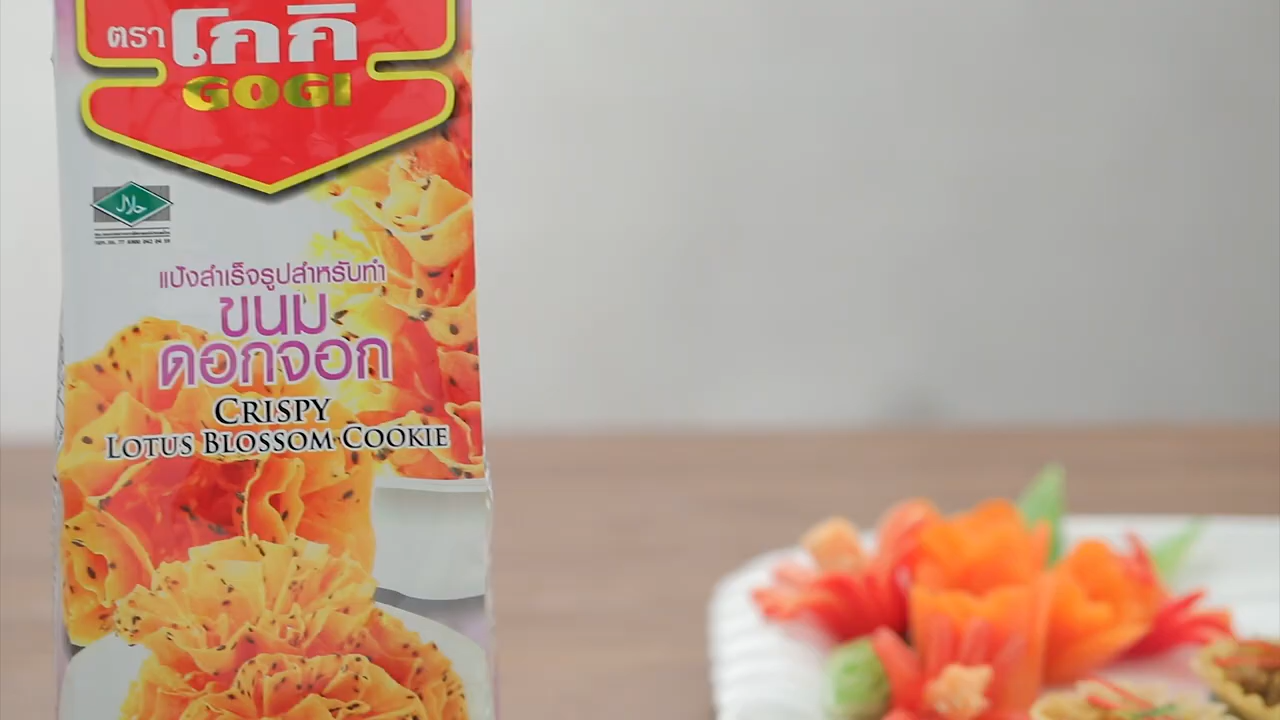 ตรา โกกิ
GOGI
حلال
แป้งสำเร็จรูปสำหรับทำ
ขนม
ดอกจอก
CRISPY
LOTUS BLOSSOM COOKIE